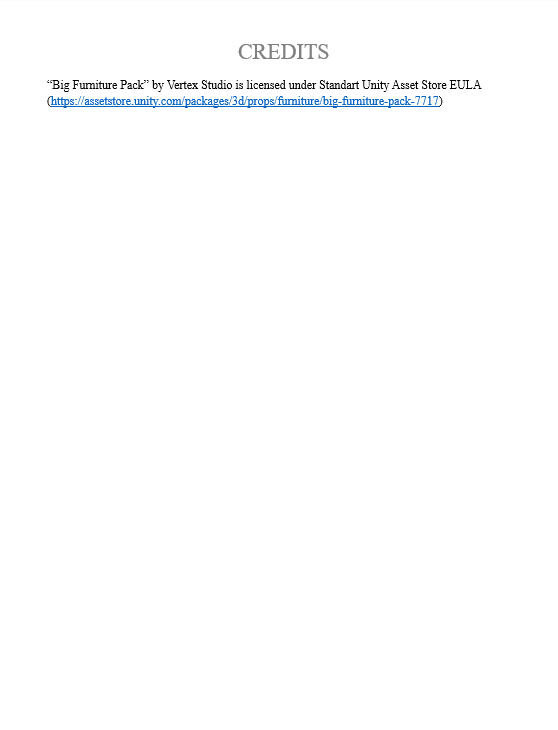 CREDITS
“Big Furniture Pack” by Vertex Studio is licensed under Standart Unity Asset Store EULA
(https://assetstore.unity.com/packages/3d/props/furniture/big-furniture-pack-7717)